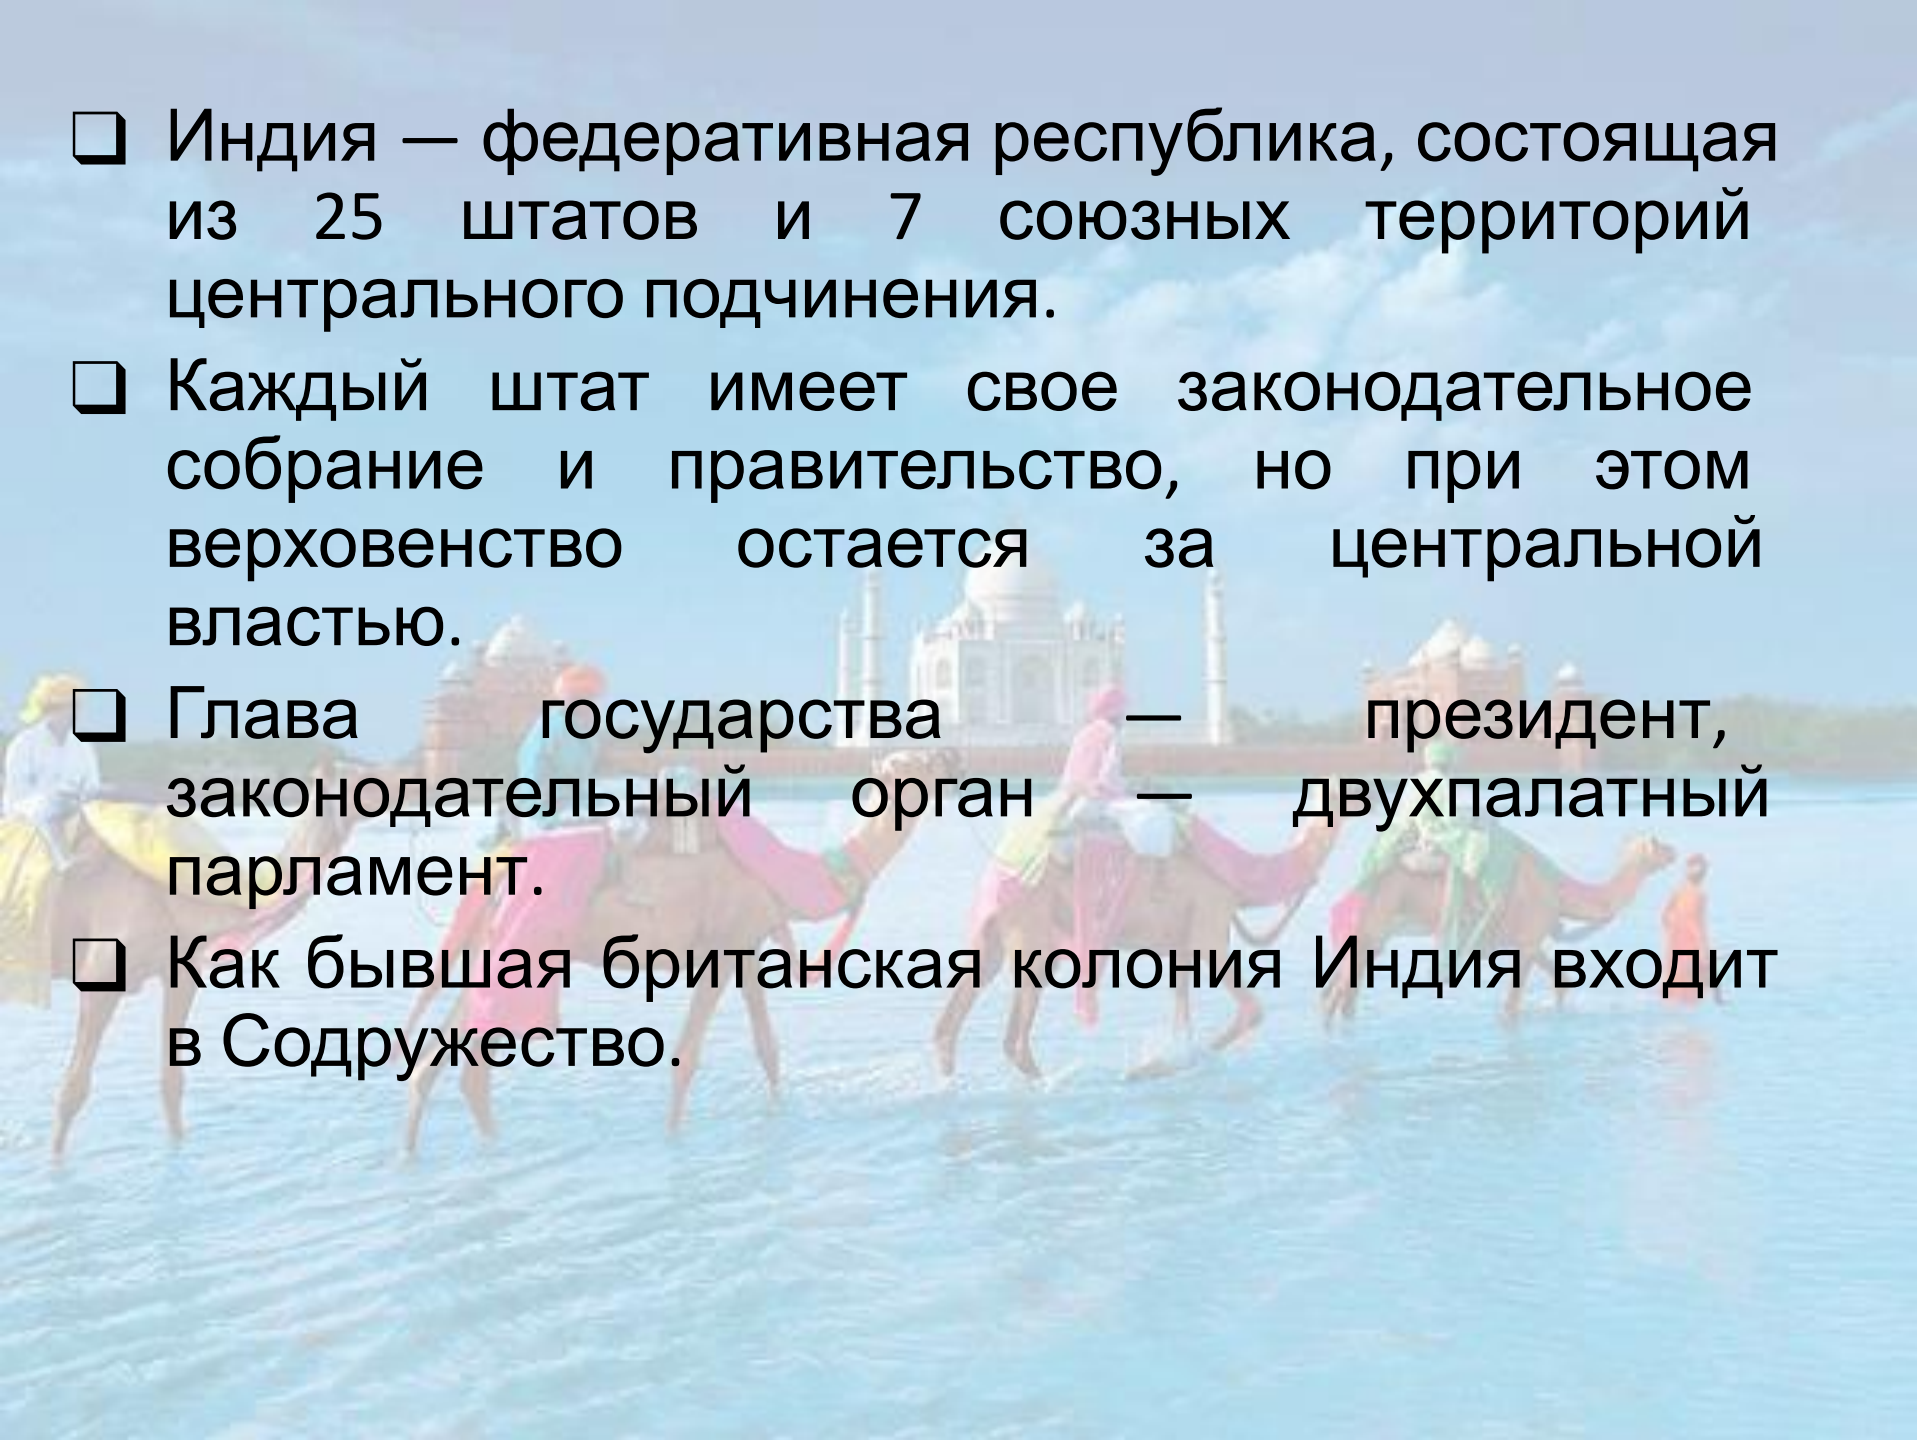 Индия — федеративная республика, состоящая
из 25 штатов и 7 союзных территорий
центрального подчинения.
Каждый штат имеет свое законодательное
собрание и правительство, но при этом
верховенство остается за центральной
властью.
Глава государства — президент,
законодательный орган — двухпалатный
парламент.
Как бывшая британская колония Индия входит
в Содружество.